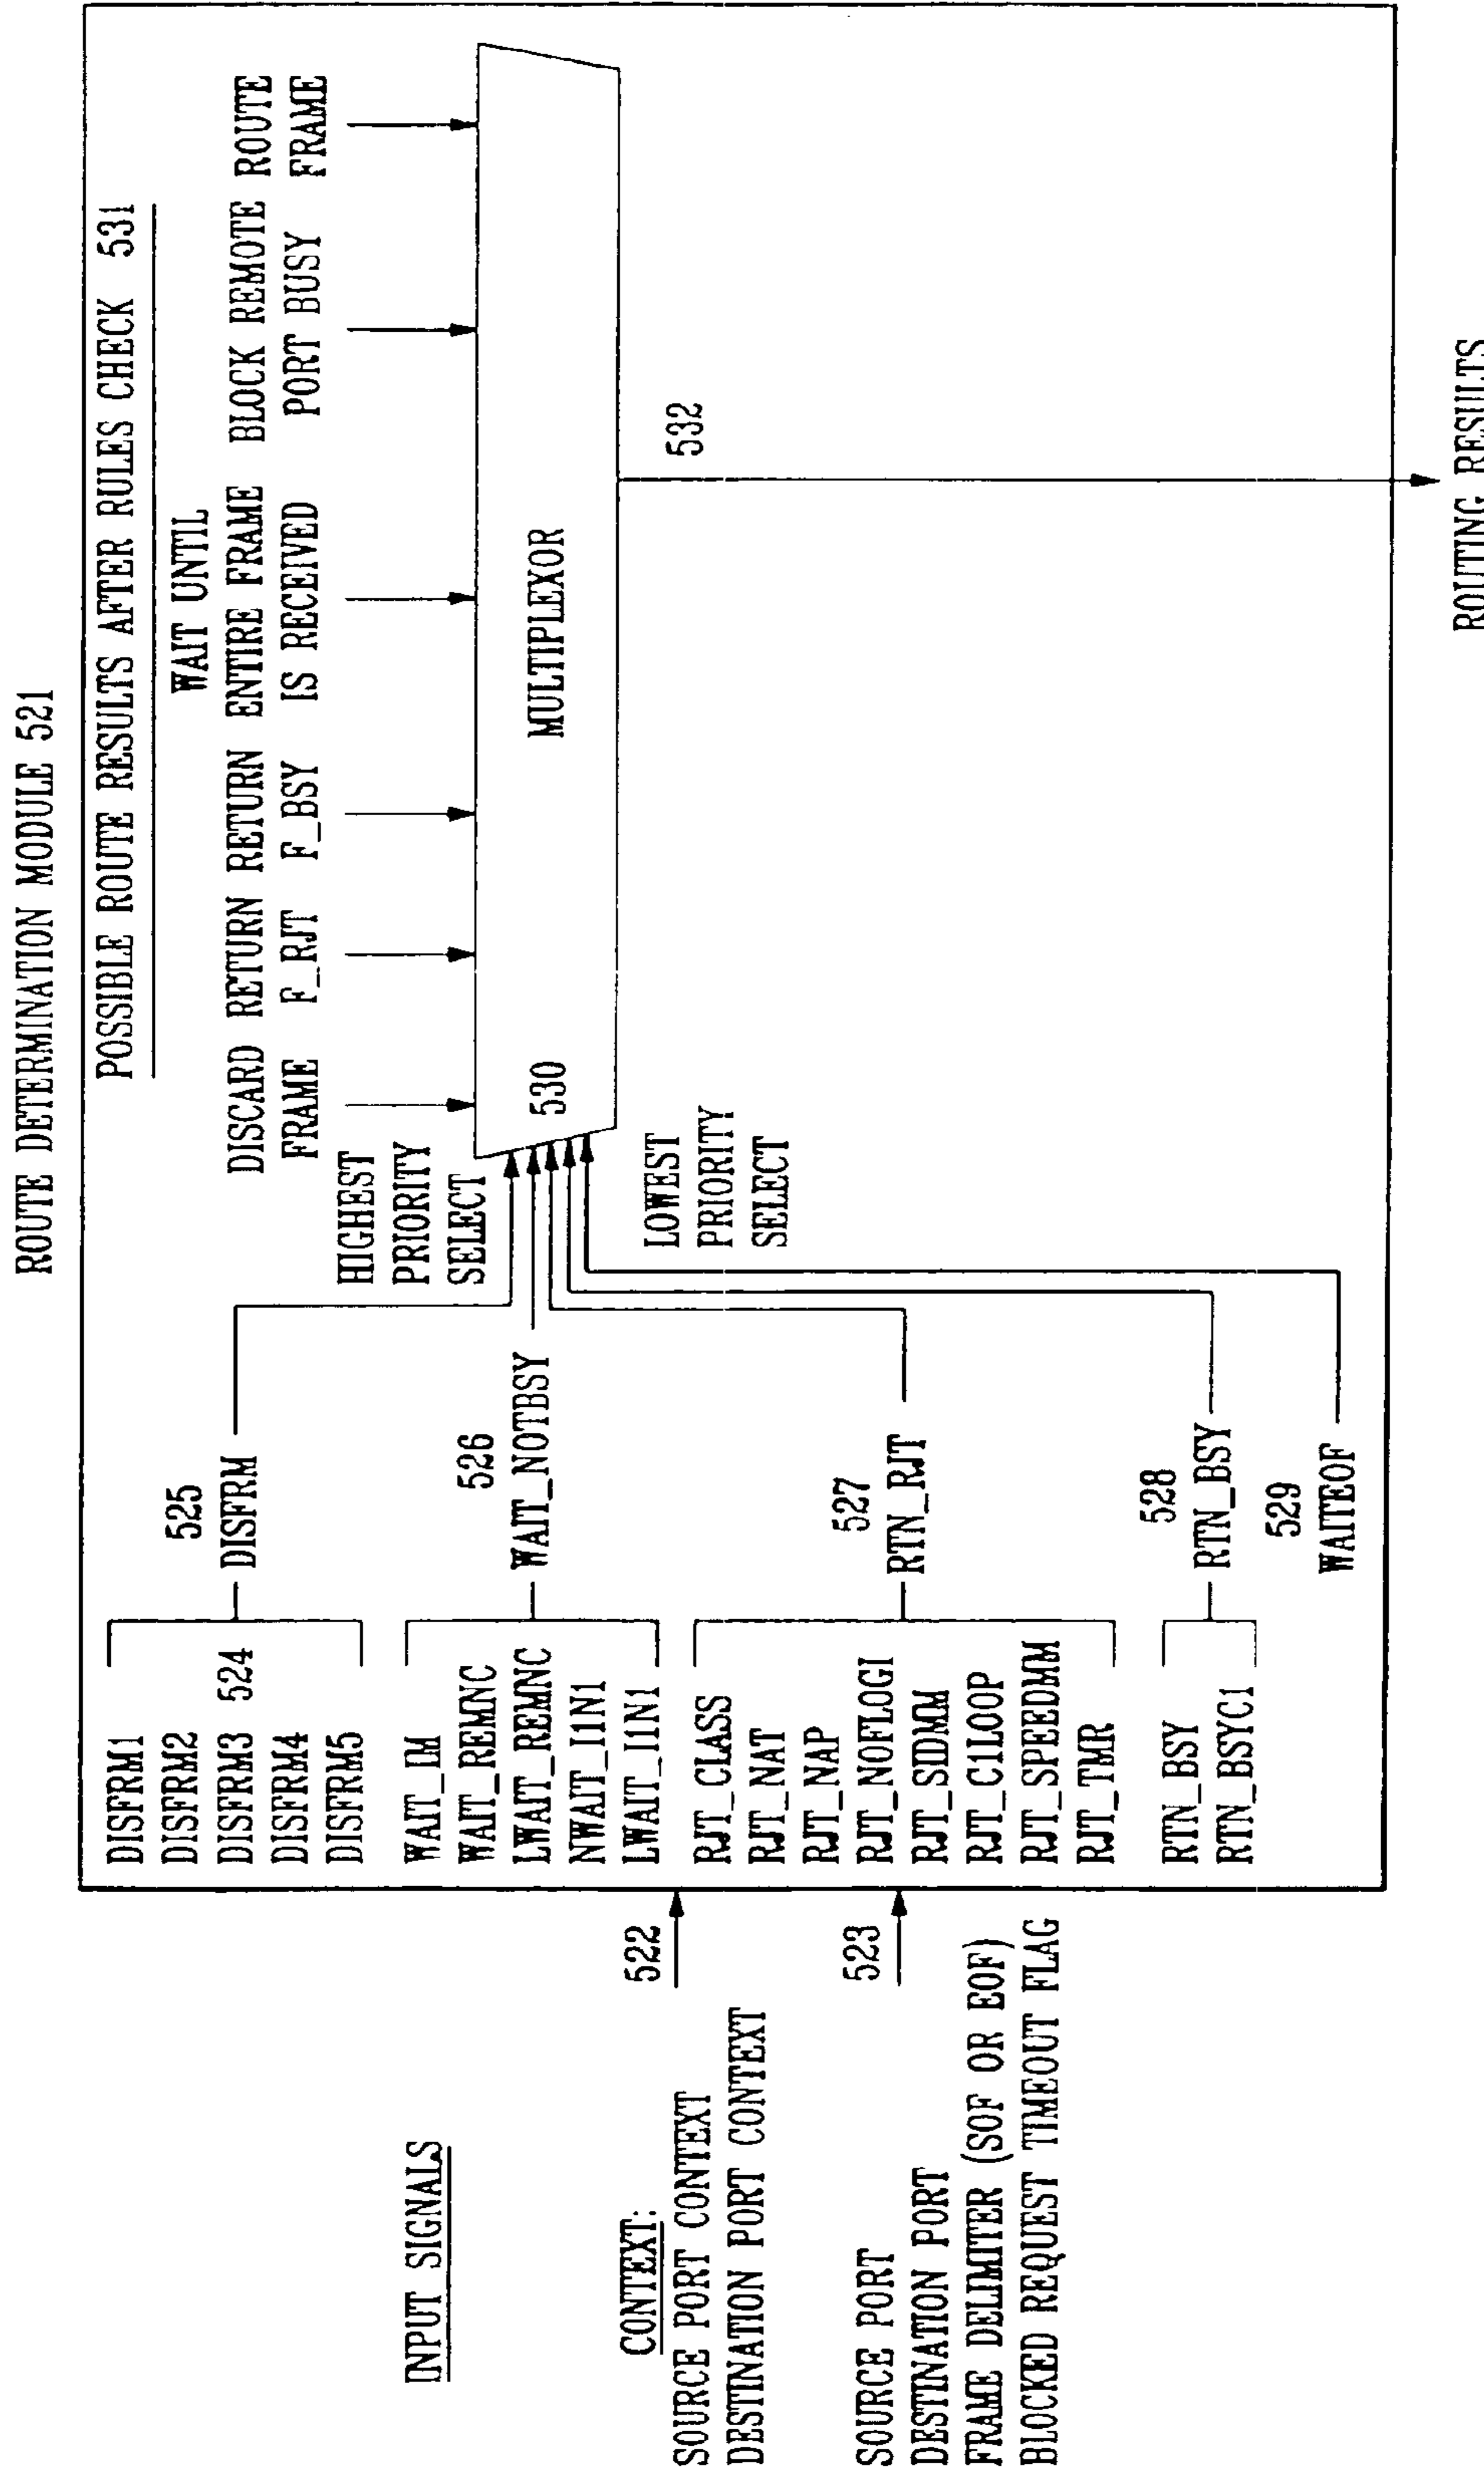 ROUTE DETERMINATION MODULE 521
POSSIBLE ROUTE RESULTS AFTER RULES CHECK 531
DISCARD
FRAME
RETURN
F_RJT
RETURN
F_BSY
WAIT UNTIL
ENTIRE FRAME
IS RECEIVED
BLOCK REMOTE
PORT BUSY
ROUTE
FRAME
HIGHEST
PRIORITY
SELECT
530
MULTIPLEXOR
LOWEST
PRIORITY
SELECT
532
ROUTING RESULTS
INPUT SIGNALS
CONTEXT:
SOURCE PORT CONTEXT
DESTINATION PORT CONTEXT
522
SOURCE PORT
DESTINATION PORT
FRAME DELIMITER (SOF OR EOF)
BLOCKED REQUEST TIMEOUT FLAG
523
DISFRM1
DISFRM2
DISFRM3 524
DISFRM4
DISFRM5
525
DISFRM
WAIT_IM
WAIT_REMNC
LWAIT_REMNC
NWAIT_I1N1
LWAIT_I1N1
526
WAIT_NOTBSY
RJT_CLASS
RJT_NAT
RJT_NAP
RJT_NOFLOGI
RJT_SIDMM
RJT_C1LOOP
RJT_SPEEDMM
RJT_TMR
527
RTN_RJT
RTN_BSY
RTN_BSYC1
528
RTN_BSY
529
WAITEOF